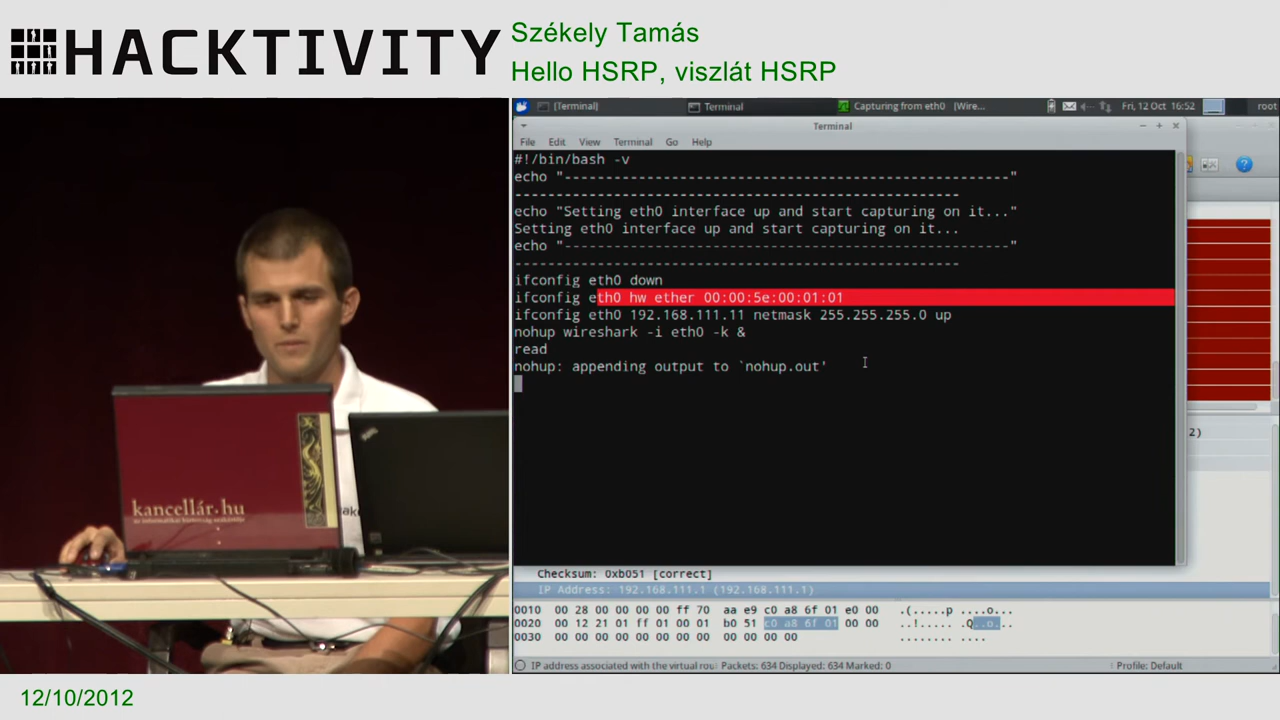 HACKTIVITY
Székely Tamás
Hello HSRP, viszlát HSRP
[Terminal]
Terminal
Capturing from eth0 [Wire...
Fri, 12 Oct 16:52
root
Terminal
File Edit View Terminal Go Help
#!/bin/bash -v
echo "------------------------------------------------------"
------------------------------------------------------
echo "Setting eth0 interface up and start capturing on it..."
Setting eth0 interface up and start capturing on it...
echo "------------------------------------------------------"
------------------------------------------------------
ifconfig eth0 down
ifconfig eth0 hw ether 00:00:5e:00:01:01
ifconfig eth0 192.168.111.11 netmask 255.255.255.0 up
nohup wireshark -i eth0 -k &
read
nohup: appending output to `nohup.out'
2)
kancellár.hu
Checksum: 0xb051 [correct]
IP Address: 192.168.111.1 (192.168.111.1)
0010 00 28 00 00 00 00 ff 70 aa e9 c0 a8 6f 01 e0 00 .(.....p ....o...
0020 00 12 21 01 ff 01 00 01 b0 51 c0 a8 6f 01 00 00 ..!..... .Q..o...
0030 00 00 00 00 00 00 00 00 00 00 00 00 ........ ....
IP address associated with the virtual rou Packets: 634 Displayed: 634 Marked: 0 Profile: Default
12/10/2012